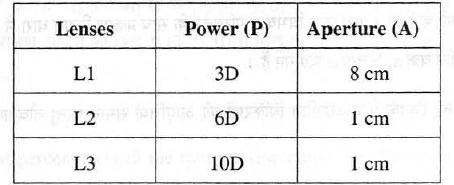 Lenses Power (P) Aperture (A)
L1 3D 8 cm
L2 6D 1 cm
L3 10D 1 cm